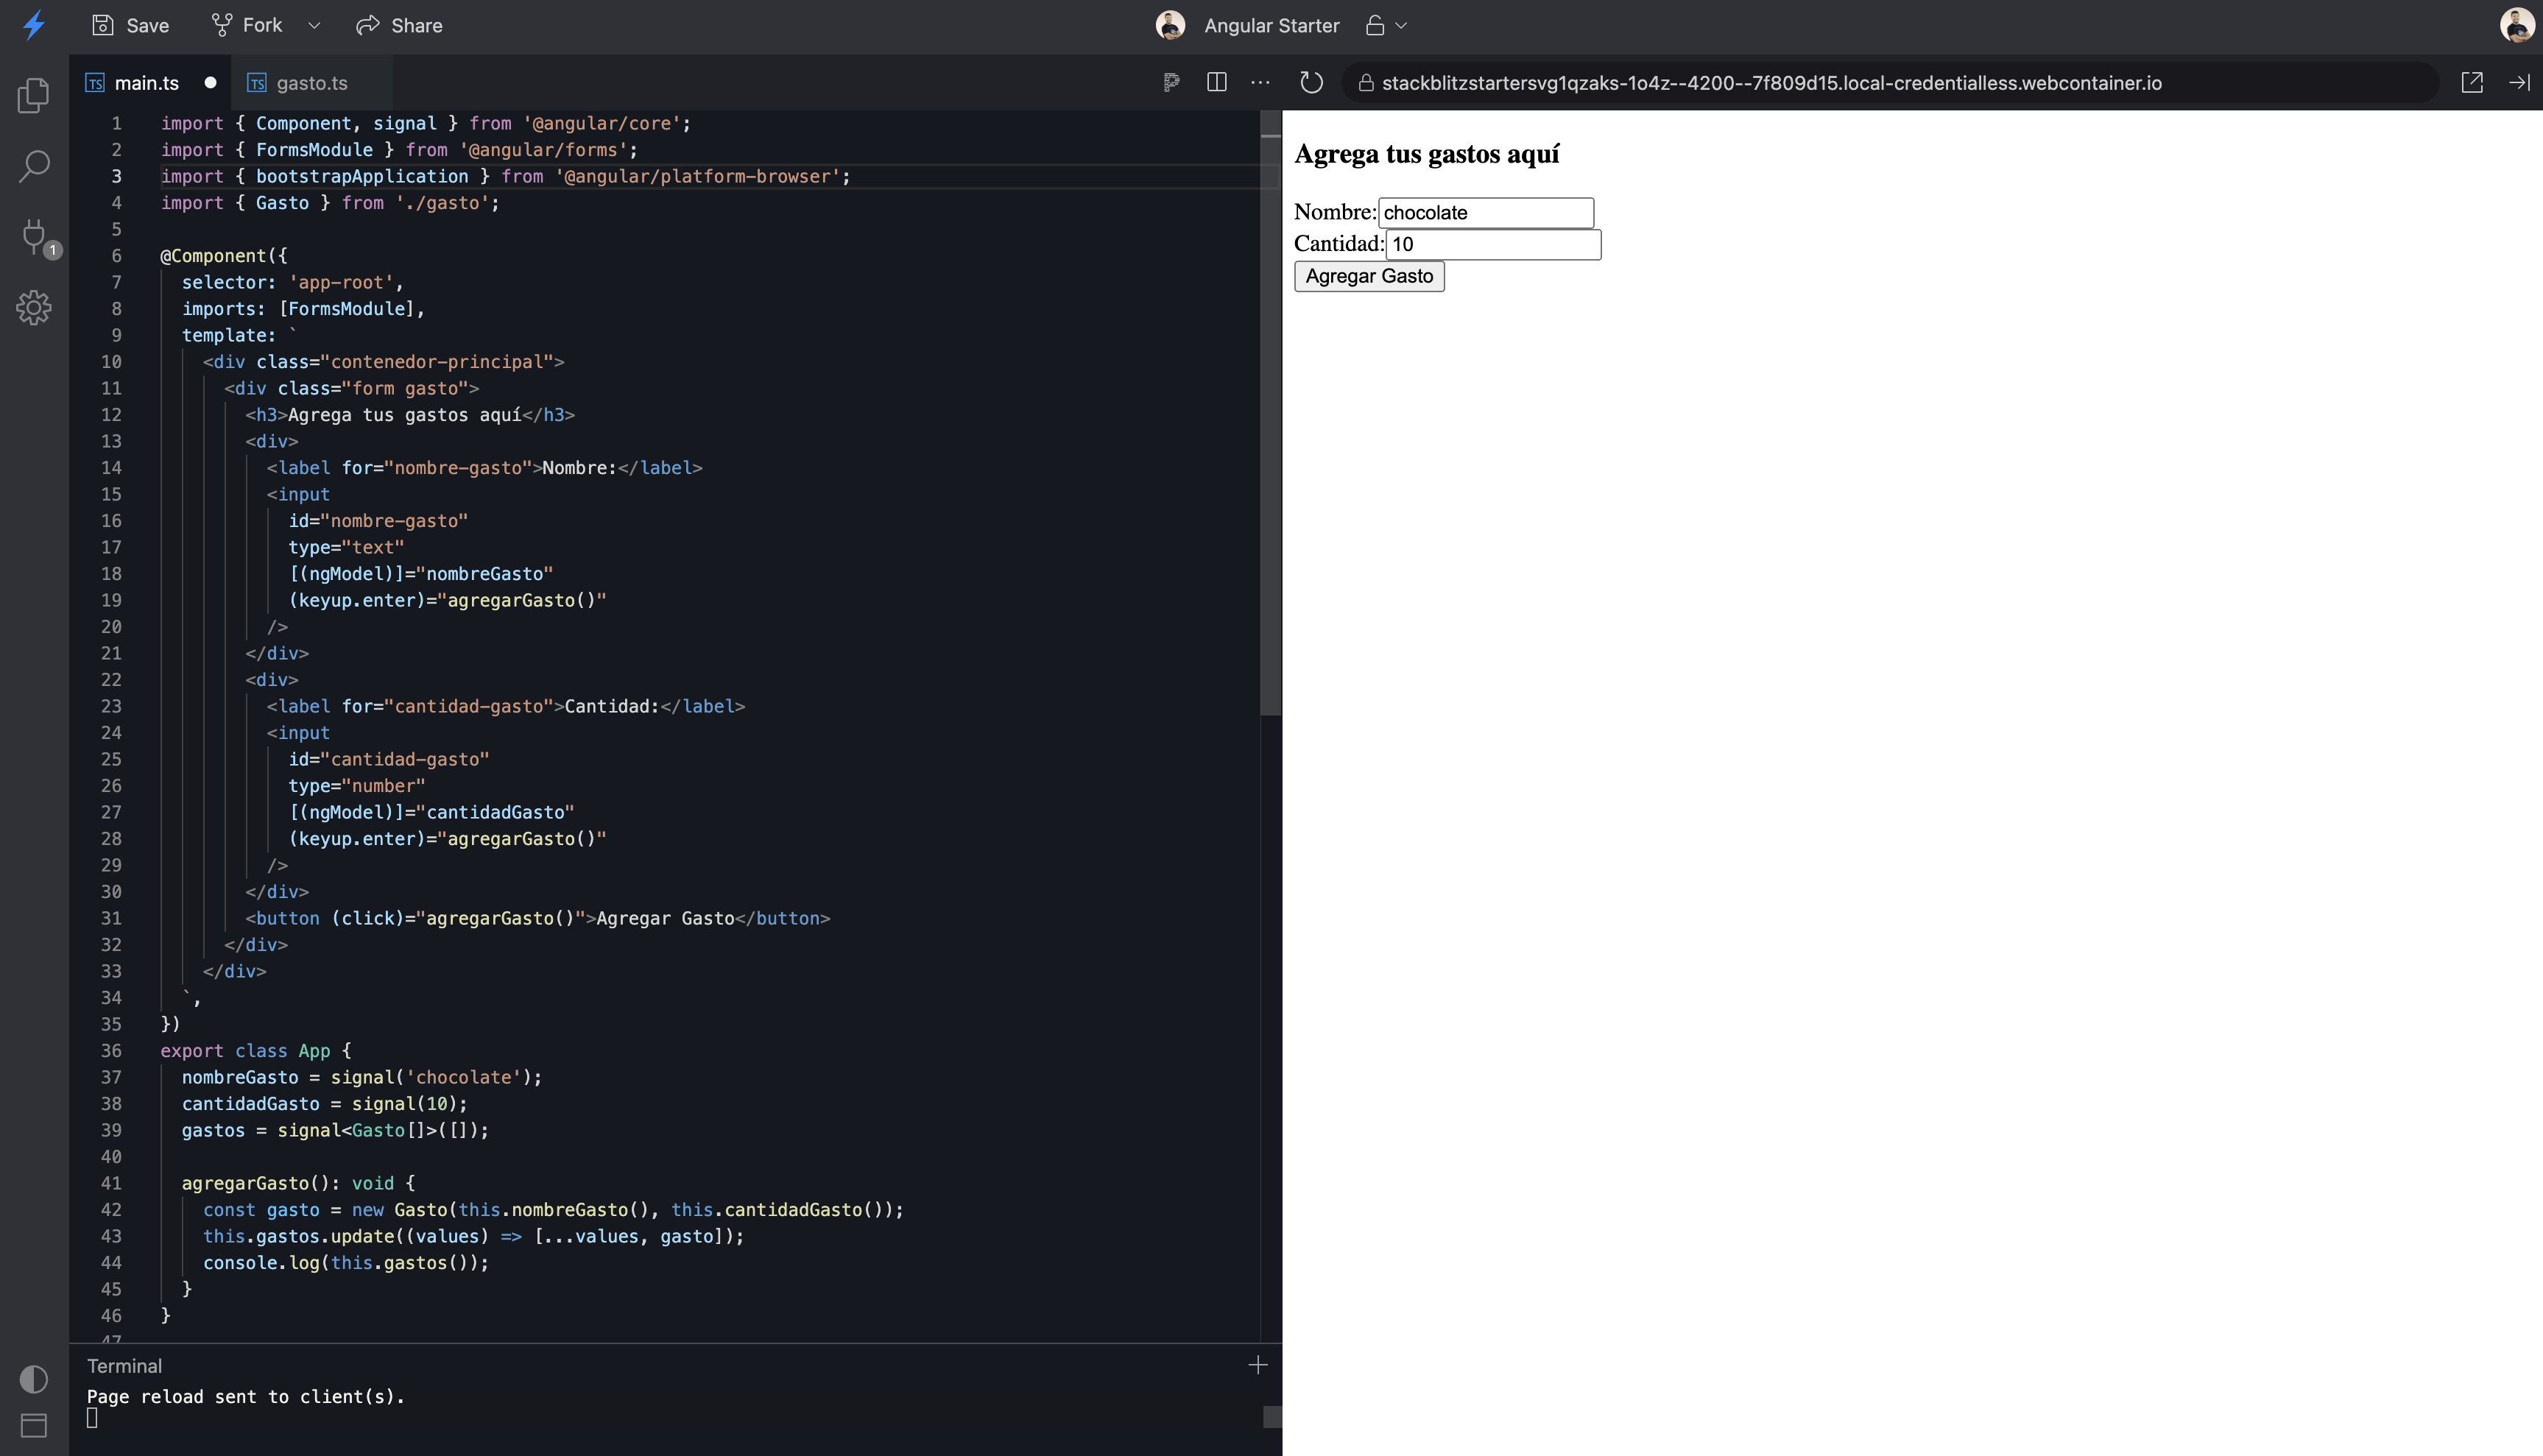 Save Fork Share Angular Starter
TS main.ts TS gasto.ts
stackblitzstartersvg1qzaks-1o4z--4200--7f809d15.local-credentialless.webcontainer.io
1
1 import { Component, signal } from '@angular/core';
2 import { FormsModule } from '@angular/forms';
3 import { bootstrapApplication } from '@angular/platform-browser';
4 import { Gasto } from './gasto';
5
6 @Component({
7 selector: 'app-root',
8 imports: [FormsModule],
9 template: `
10 <div class="contenedor-principal">
11 <div class="form gasto">
12 <h3>Agrega tus gastos aquí</h3>
13 <div>
14 <label for="nombre-gasto">Nombre:</label>
15 <input
16 id="nombre-gasto"
17 type="text"
18 [(ngModel)]="nombreGasto"
19 (keyup.enter)="agregarGasto()"
20 />
21 </div>
22 <div>
23 <label for="cantidad-gasto">Cantidad:</label>
24 <input
25 id="cantidad-gasto"
26 type="number"
27 [(ngModel)]="cantidadGasto"
28 (keyup.enter)="agregarGasto()"
29 />
30 </div>
31 <button (click)="agregarGasto()">Agregar Gasto</button>
32 </div>
33 </div>
34 `,
35 })
36 export class App {
37 nombreGasto = signal('chocolate');
38 cantidadGasto = signal(10);
39 gastos = signal<Gasto[]>([]);
40
41 agregarGasto(): void {
42 const gasto = new Gasto(this.nombreGasto(), this.cantidadGasto());
43 this.gastos.update((values) => [...values, gasto]);
44 console.log(this.gastos());
45 }
46 }
47
Terminal
Page reload sent to client(s).
Agrega tus gastos aquí
Nombre: chocolate
Cantidad: 10
Agregar Gasto